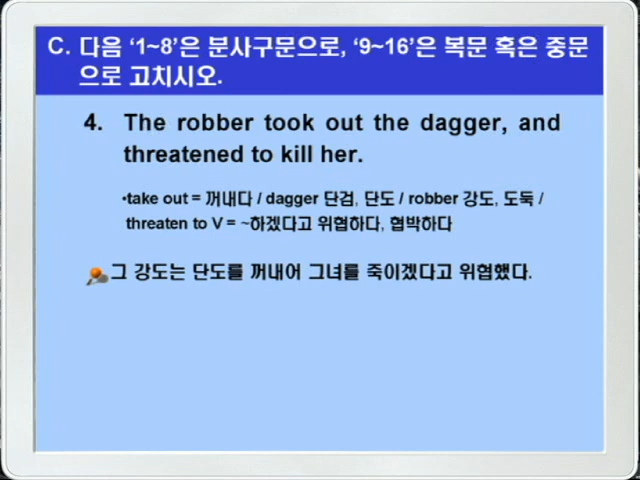 C. 다음 ‘1~8’은 분사구문으로, ‘9~16’은 복문 혹은 중문
으로 고치시오.
4. The robber took out the dagger, and
threatened to kill her.
•take out = 꺼내다 / dagger 단검, 단도 / robber 강도, 도둑 /
threaten to V = ~하겠다고 위협하다, 협박하다
그 강도는 단도를 꺼내어 그녀를 죽이겠다고 위협했다.